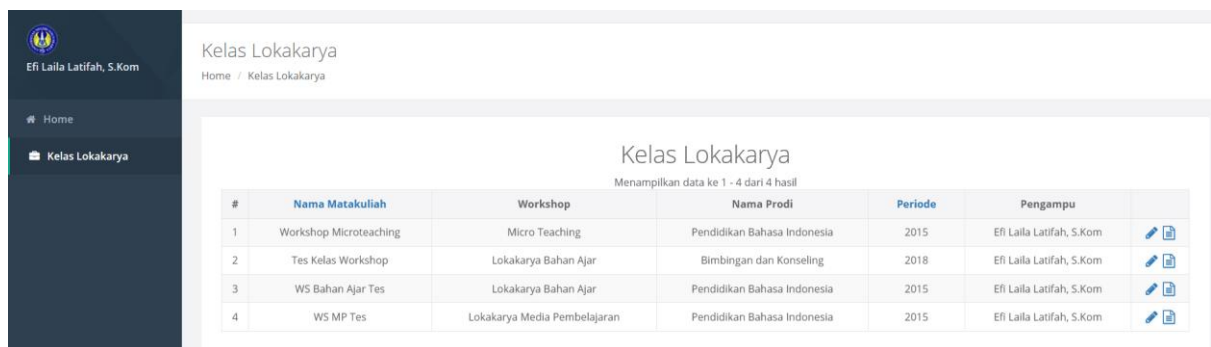 Efi Laila Latifah, S.Kom
Home
Kelas Lokakarya
Kelas Lokakarya
Home / Kelas Lokakarya
Kelas Lokakarya
Menampilkan data ke 1 - 4 dari 4 hasil
# Nama Matakuliah Workshop Nama Prodi Periode Pengampu
1 Workshop Microteaching Micro Teaching Pendidikan Bahasa Indonesia 2015 Efi Laila Latifah, S.Kom
2 Tes Kelas Workshop Lokakarya Bahan Ajar Bimbingan dan Konseling 2018 Efi Laila Latifah, S.Kom
3 WS Bahan Ajar Tes Lokakarya Bahan Ajar Pendidikan Bahasa Indonesia 2015 Efi Laila Latifah, S.Kom
4 WS MP Tes Lokakarya Media Pembelajaran Pendidikan Bahasa Indonesia 2015 Efi Laila Latifah, S.Kom